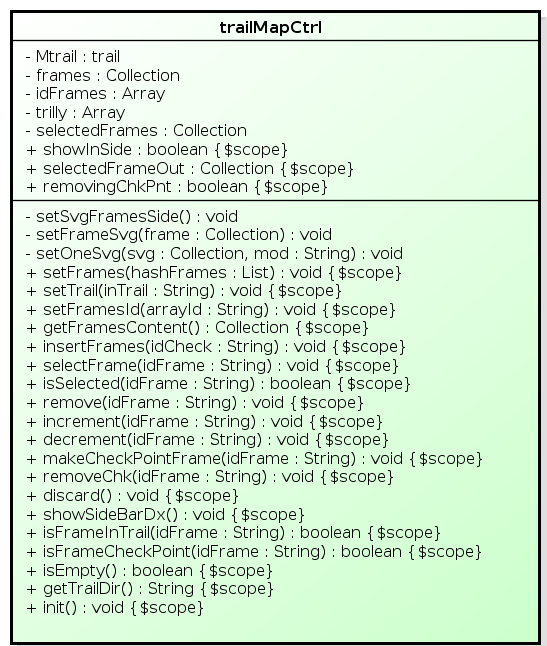 trailMapCtrl
- Mtrail : trail
- frames : Collection
- idFrames : Array
- trilly : Array
- selectedFrames : Collection
+ showInSide : boolean {$scope}
+ selectedFrameOut : Collection {$scope}
+ removingChkPnt : boolean {$scope}
- setSvgFramesSide() : void
- setFrameSvg(frame : Collection) : void
- setOneSvg(svg : Collection, mod : String) : void
+ setFrames(hashFrames : List) : void {$scope}
+ setTrail(inTrail : String) : void {$scope}
+ setFramesId(arrayId : String) : void {$scope}
+ getFramesContent() : Collection {$scope}
+ insertFrames(idCheck : String) : void {$scope}
+ selectFrame(idFrame : String) : void {$scope}
+ isSelected(idFrame : String) : boolean {$scope}
+ remove(idFrame : String) : void {$scope}
+ increment(idFrame : String) : void {$scope}
+ decrement(idFrame : String) : void {$scope}
+ makeCheckPointFrame(idFrame : String) : void {$scope}
+ removeChk(idFrame : String) : void {$scope}
+ discard() : void {$scope}
+ showSideBarDx() : void {$scope}
+ isFrameInTrail(idFrame : String) : boolean {$scope}
+ isFrameCheckPoint(idFrame : String) : boolean {$scope}
+ isEmpty() : boolean {$scope}
+ getTrailDir() : String {$scope}
+ init() : void {$scope}